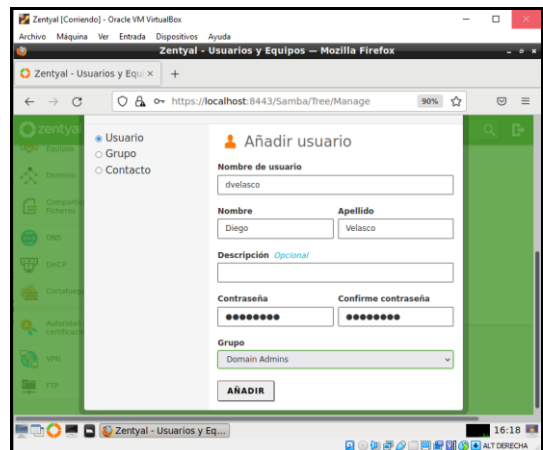 Zentyal [Corriendo] - Oracle VM VirtualBox
Archivo Máquina Ver Entrada Dispositivos Ayuda
Zentyal - Usuarios y Equipos — Mozilla Firefox
Zentyal - Usuarios y Equi
https://localhost:8443/Samba/Tree/Manage 90%
zentyal
Equipos
Dominio
Ficheros
DNS
DHCP
VPN
FTP
Usuario
Grupo
Contacto
Añadir usuario
Nombre de usuario
dvelasco
Nombre Apellido
Diego Velasco
Descripción Opcional
Contraseña Confirme contraseña
Grupo
Domain Admins
AÑADIR
Zentyal - Usuarios y Eq... 16:18
ALT DERECHA